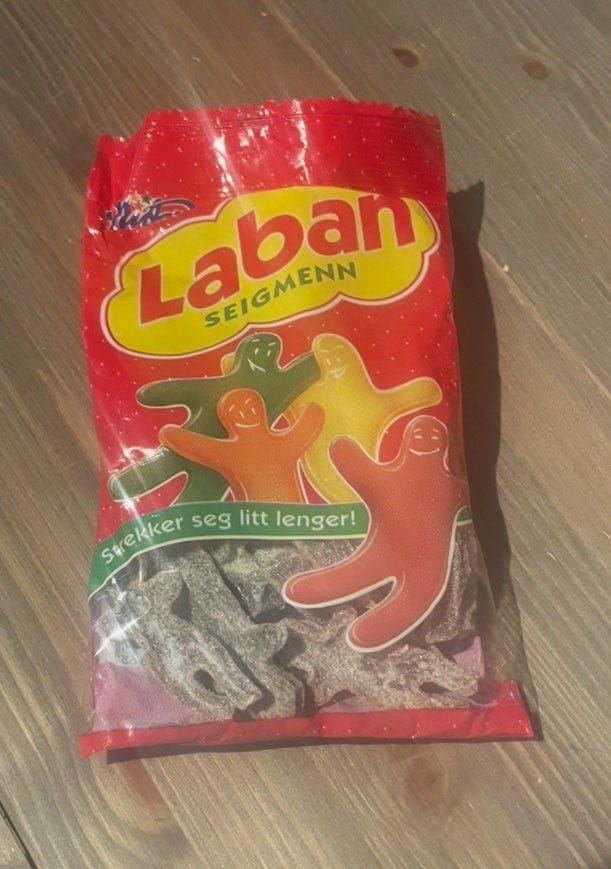 Laban
SEIGMENN
Strekker seg litt lenger!